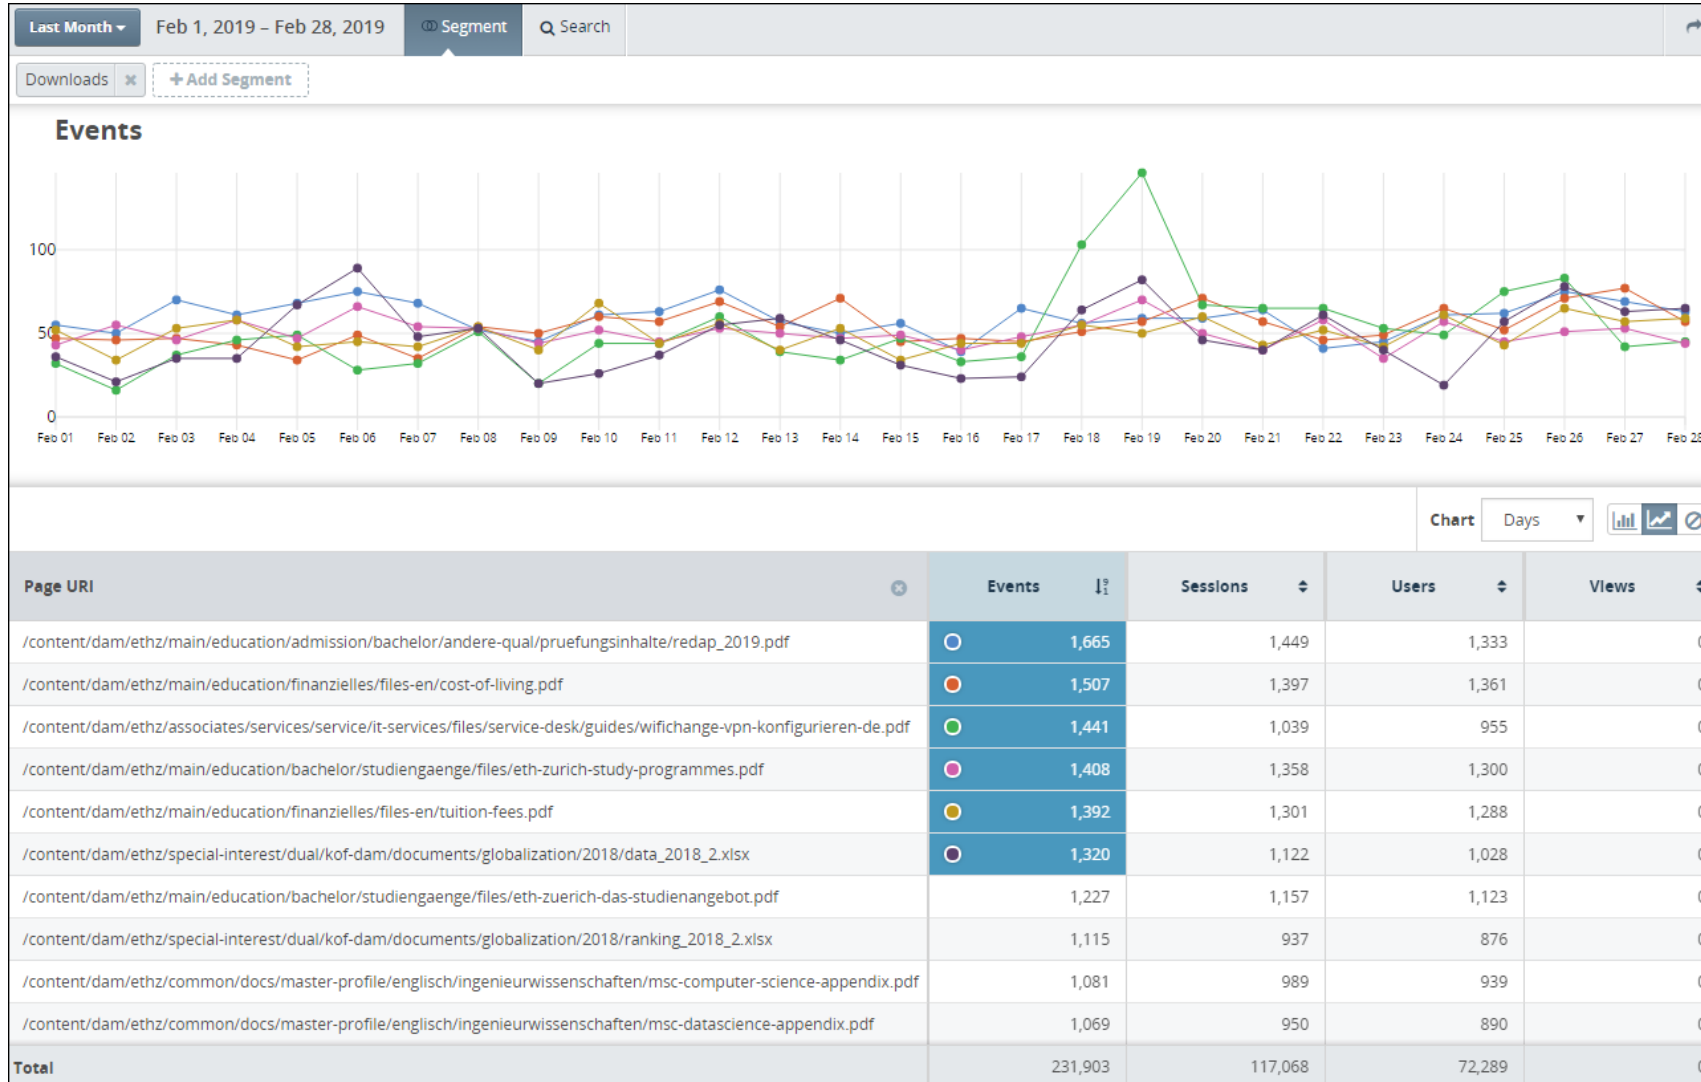 Last Month Feb 1, 2019 – Feb 28, 2019 Segment Search
Downloads × + Add Segment
Events
100
50
0
Feb 01 Feb 02 Feb 03 Feb 04 Feb 05 Feb 06 Feb 07 Feb 08 Feb 09 Feb 10 Feb 11 Feb 12 Feb 13 Feb 14 Feb 15 Feb 16 Feb 17 Feb 18 Feb 19 Feb 20 Feb 21 Feb 22 Feb 23 Feb 24 Feb 25 Feb 26 Feb 27 Feb 28
Chart Days
Page URI Events Sessions Users Views
/content/dam/ethz/main/education/admission/bachelor/andere-qual/pruefungsinhalte/redap_2019.pdf 1,665 1,449 1,333 0
/content/dam/ethz/main/education/finanzielles/files-en/cost-of-living.pdf 1,507 1,397 1,361 0
/content/dam/ethz/associates/services/service/it-services/files/service-desk/guides/wifichange-vpn-konfigurieren-de.pdf 1,441 1,039 955 0
/content/dam/ethz/main/education/bachelor/studiengaenge/files/eth-zurich-study-programmes.pdf 1,408 1,358 1,300 0
/content/dam/ethz/main/education/finanzielles/files-en/tuition-fees.pdf 1,392 1,301 1,288 0
/content/dam/ethz/special-interest/dual/kof-dam/documents/globalization/2018/data_2018_2.xlsx 1,320 1,122 1,028 0
/content/dam/ethz/main/education/bachelor/studiengaenge/files/eth-zuerich-das-studienangebot.pdf 1,227 1,157 1,123 0
/content/dam/ethz/special-interest/dual/kof-dam/documents/globalization/2018/ranking_2018_2.xlsx 1,115 937 876 0
/content/dam/ethz/common/docs/master-profile/englisch/ingenieurwissenschaften/msc-computer-science-appendix.pdf 1,081 989 939 0
/content/dam/ethz/common/docs/master-profile/englisch/ingenieurwissenschaften/msc-datascience-appendix.pdf 1,069 950 890 0
Total 231,903 117,068 72,289 0